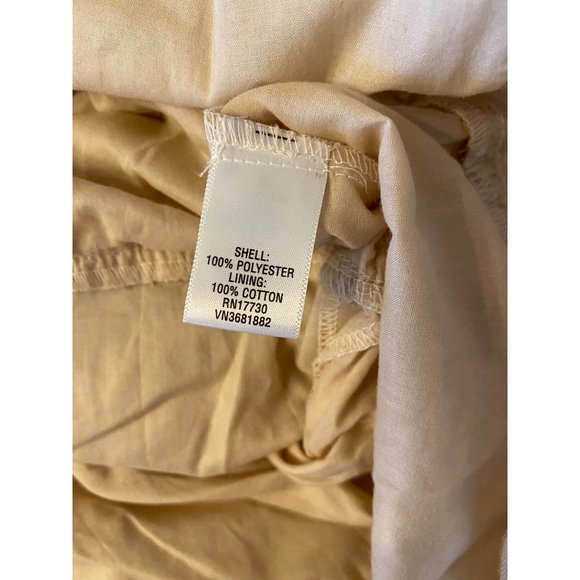 SHELL:
100% POLYESTER
LINING:
100% COTTON
RN17730
VN3681882